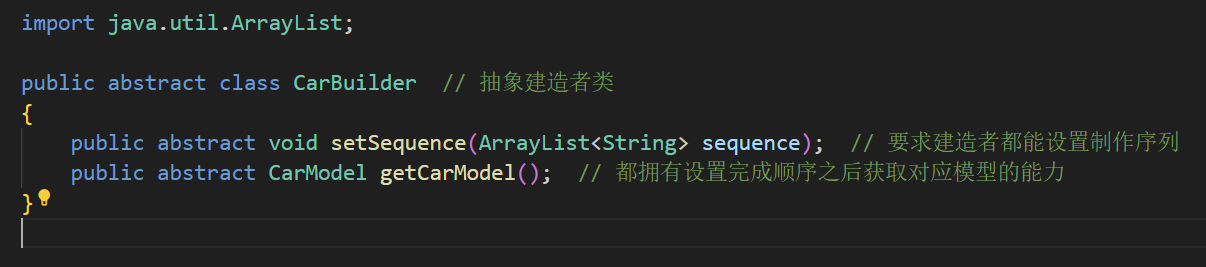 import java.util.ArrayList;
public abstract class CarBuilder  // 抽象建造者类
{
    public abstract void setSequence(ArrayList<String> sequence);  // 要求建造者都能设置制作序列
    public abstract CarModel getCarModel();  // 都拥有设置完成顺序之后获取对应模型的能力
}